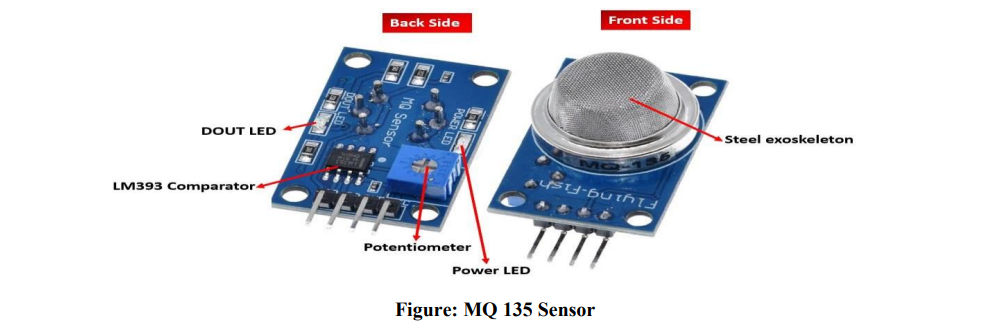 Back Side
Front Side
DOUT LED
MQ Sensor
POWER LED
DOUT LED
LM393 Comparator
Potentiometer
Power LED
Steel exoskeleton
MQ-135
Flying-Fish
Figure: MQ 135 Sensor